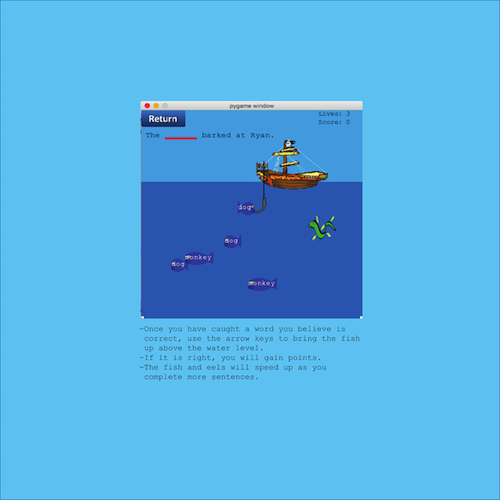 pygame window
Return
Lives: 3
Score: 0
The ______ barked at Ryan.
dog
dog
monkey
dog
monkey
-Once you have caught a word you believe is
correct, use the arrow keys to bring the fish
up above the water level.
-If it is right, you will gain points.
-The fish and eels will speed up as you
complete more sentences.